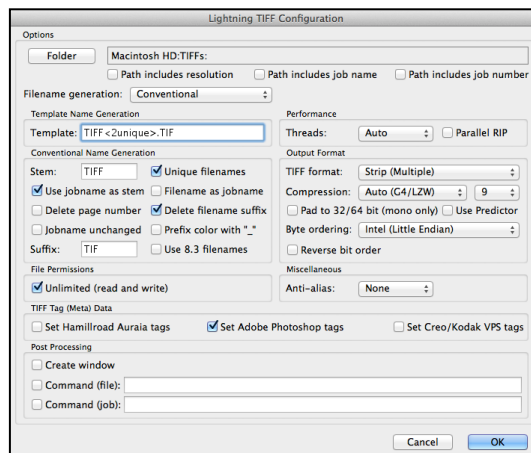 Lightning TIFF Configuration
Options
Folder Macintosh HD:TIFFs:
Path includes resolution Path includes job name Path includes job number
Filename generation: Conventional
Template Name Generation
Template: TIFF<2unique>.TIF
Conventional Name Generation
Stem: TIFF Unique filenames
Use jobname as stem Filename as jobname
Delete page number Delete filename suffix
Jobname unchanged Prefix color with "_"
Suffix: TIF Use 8.3 filenames
Performance
Threads: Auto Parallel RIP
Output Format
TIFF format: Strip (Multiple)
Compression: Auto (G4/LZW) 9
Pad to 32/64 bit (mono only) Use Predictor
Byte ordering: Intel (Little Endian)
Reverse bit order
File Permissions
Unlimited (read and write)
Miscellaneous
Anti-alias: None
TIFF Tag (Meta) Data
Set Hamillroad Auraia tags Set Adobe Photoshop tags Set Creo/Kodak VPS tags
Post Processing
Create window
Command (file):
Command (job):
Cancel OK